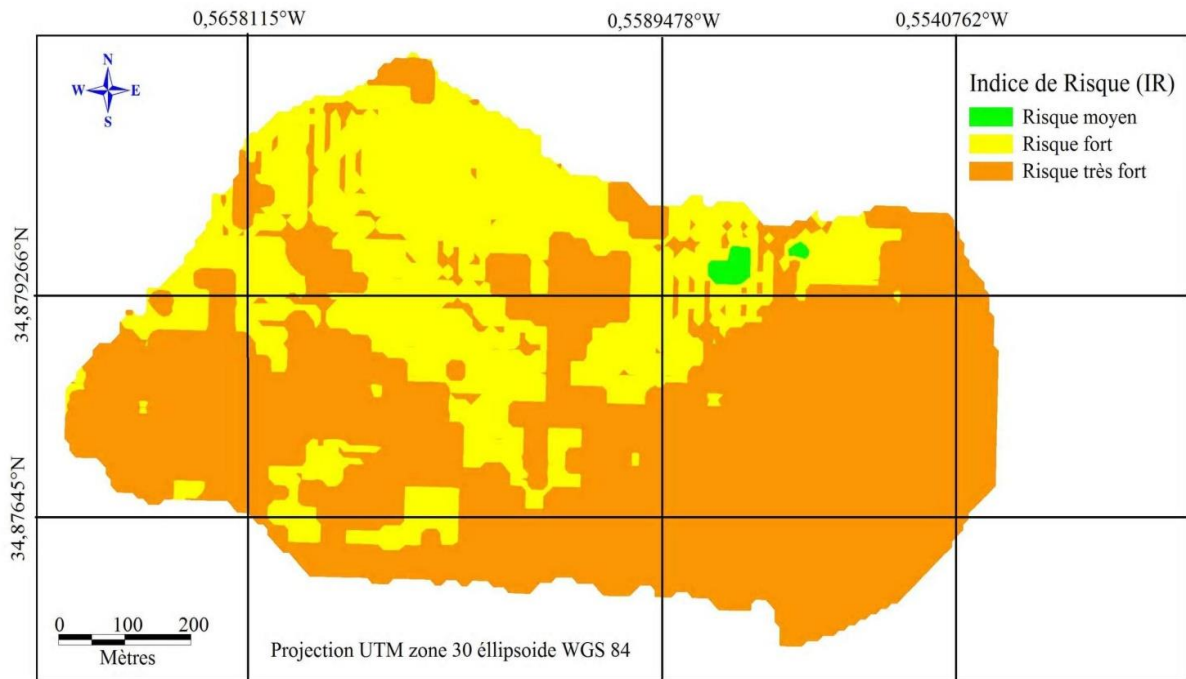 0,5658115°W
0,5589478°W
0,5540762°W
N
W E
S
Indice de Risque (IR)
Risque moyen
Risque fort
Risque très fort
34,879266°N
34,87645°N
0 100 200
Mètres
Projection UTM zone 30 éllipsoide WGS 84